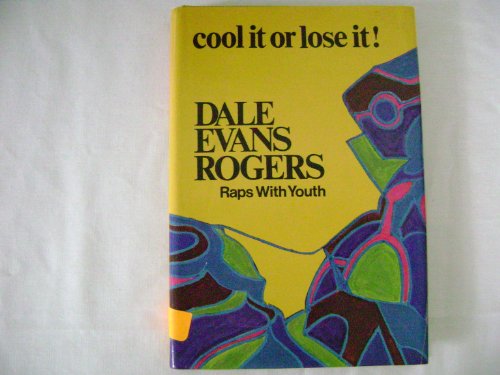 cool it or lose it!
DALE
EVANS
ROGERS
Raps With Youth